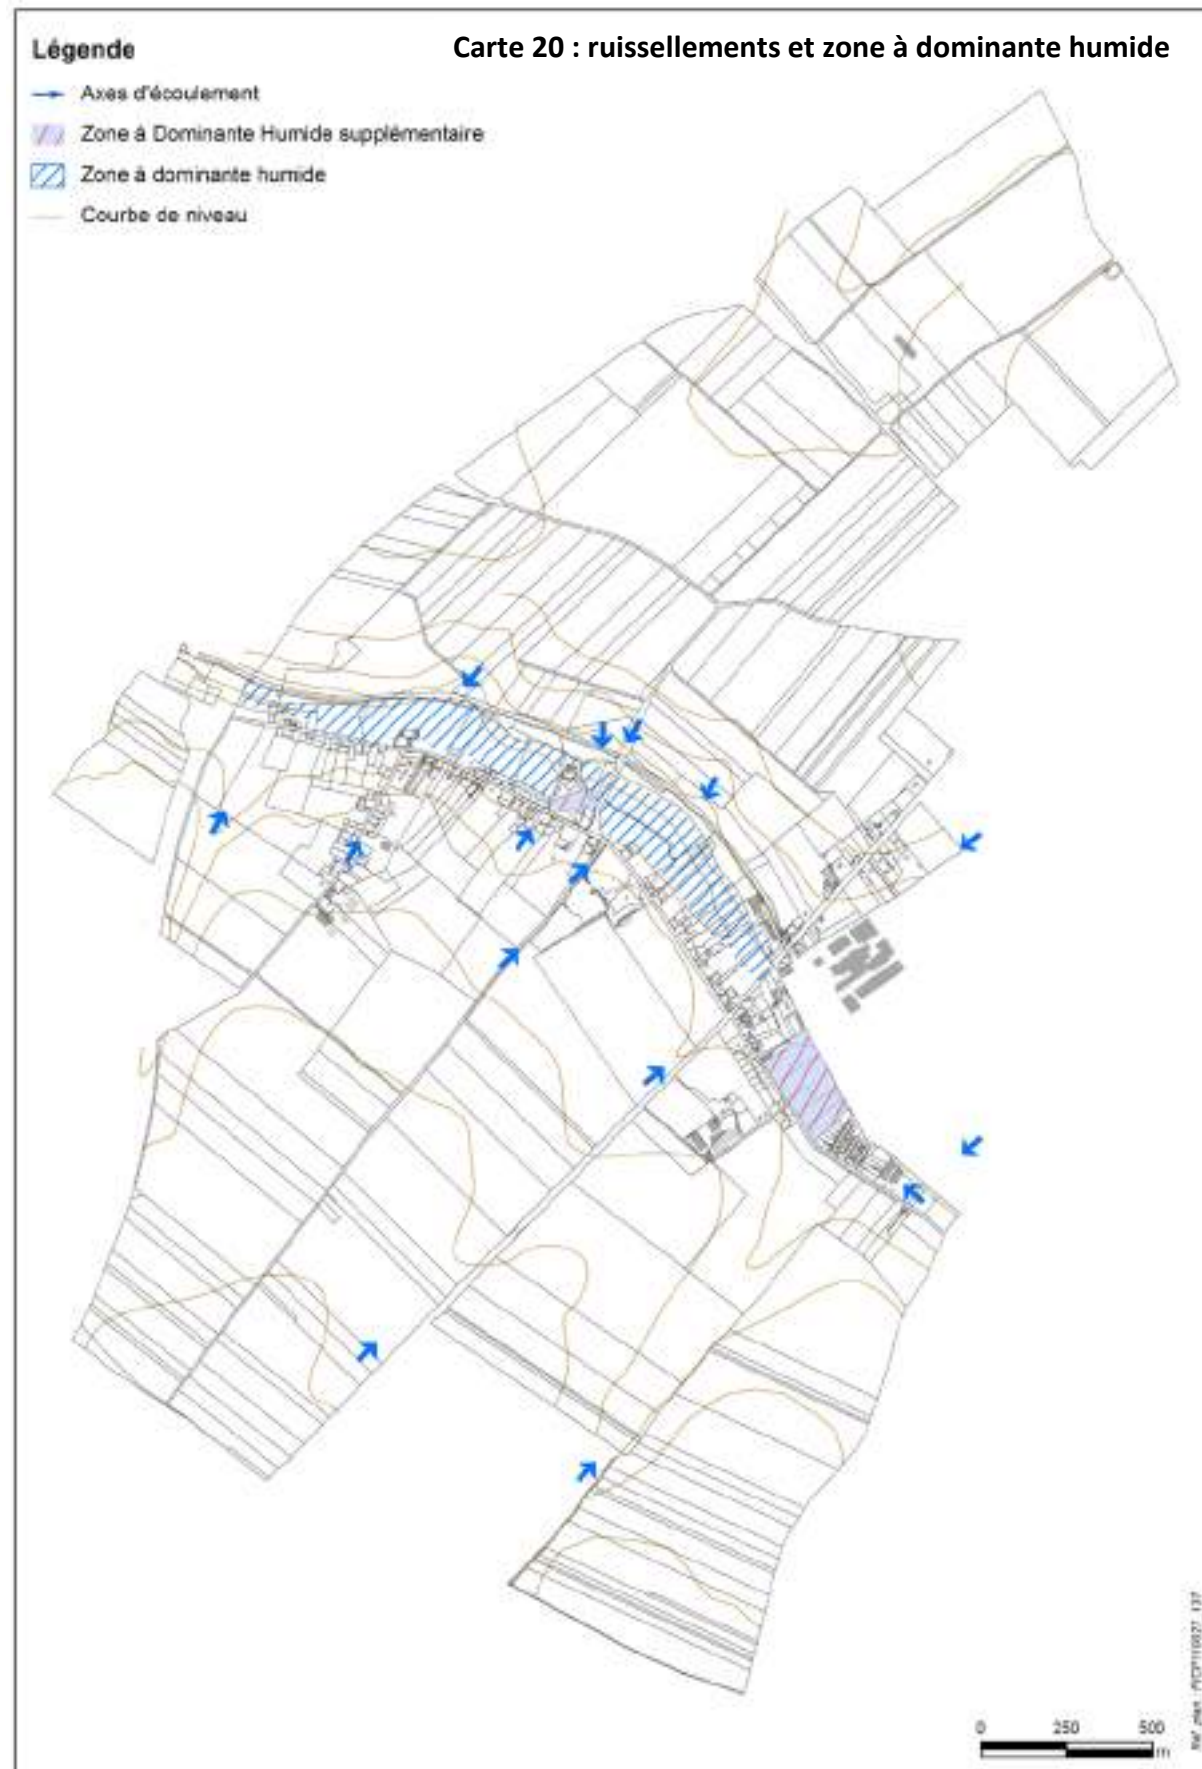 Légende
Carte 20 : ruissellements et zone à dominante humide
Axes d'écoulement
Zone à Dominante Humide supplémentaire
Zone à dominante humide
Courbe de niveau
0 250 500
m